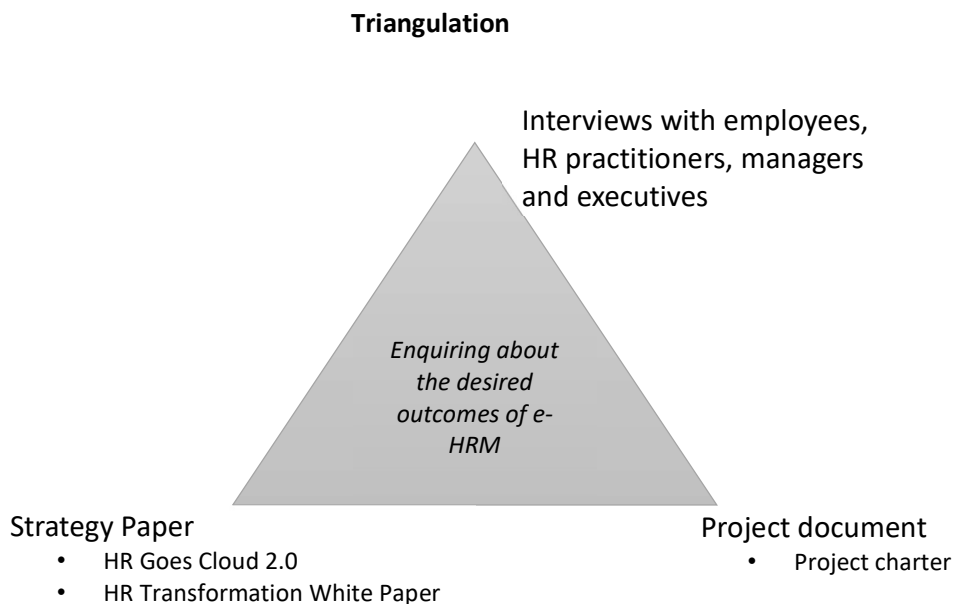 Triangulation
Interviews with employees,
HR practitioners, managers
and executives
Enquiring about
the desired
outcomes of e-
HRM
Strategy Paper
• HR Goes Cloud 2.0
• HR Transformation White Paper
Project document
• Project charter